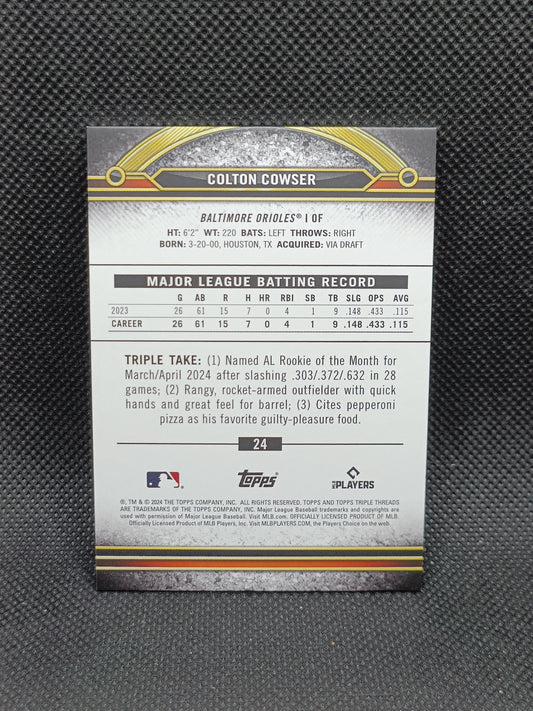 COLTON COWSER
BALTIMORE ORIOLES® | OF
HT: 6'2" WT: 220 BATS: LEFT THROWS: RIGHT
BORN: 3-20-00, HOUSTON, TX ACQUIRED: VIA DRAFT
MAJOR LEAGUE BATTING RECORD
G AB R H HR RBI SB TB SLG OPS AVG
2023 26 61 15 7 0 4 1 9 .148 .433 .115
CAREER 26 61 15 7 0 4 1 9 .148 .433 .115
TRIPLE TAKE: (1) Named AL Rookie of the Month for
March/April 2024 after slashing .303/.372/.632 in 28
games; (2) Rangy, rocket-armed outfielder with quick
hands and great feel for barrel; (3) Cites pepperoni
pizza as his favorite guilty-pleasure food.
24
Topps
MLB PLAYERS
®, TM & © 2024 THE TOPPS COMPANY, INC. ALL RIGHTS RESERVED. TOPPS AND TOPPS TRIPLE THREADS
ARE TRADEMARKS OF THE TOPPS COMPANY, INC. Major League Baseball trademarks and copyrights are
used with permission of Major League Baseball. Visit MLB.com. OFFICIALLY LICENSED PRODUCT OF MLB.
Officially Licensed Product of MLB Players, Inc. Visit MLBPLAYERS.COM, the Players Choice on the web.